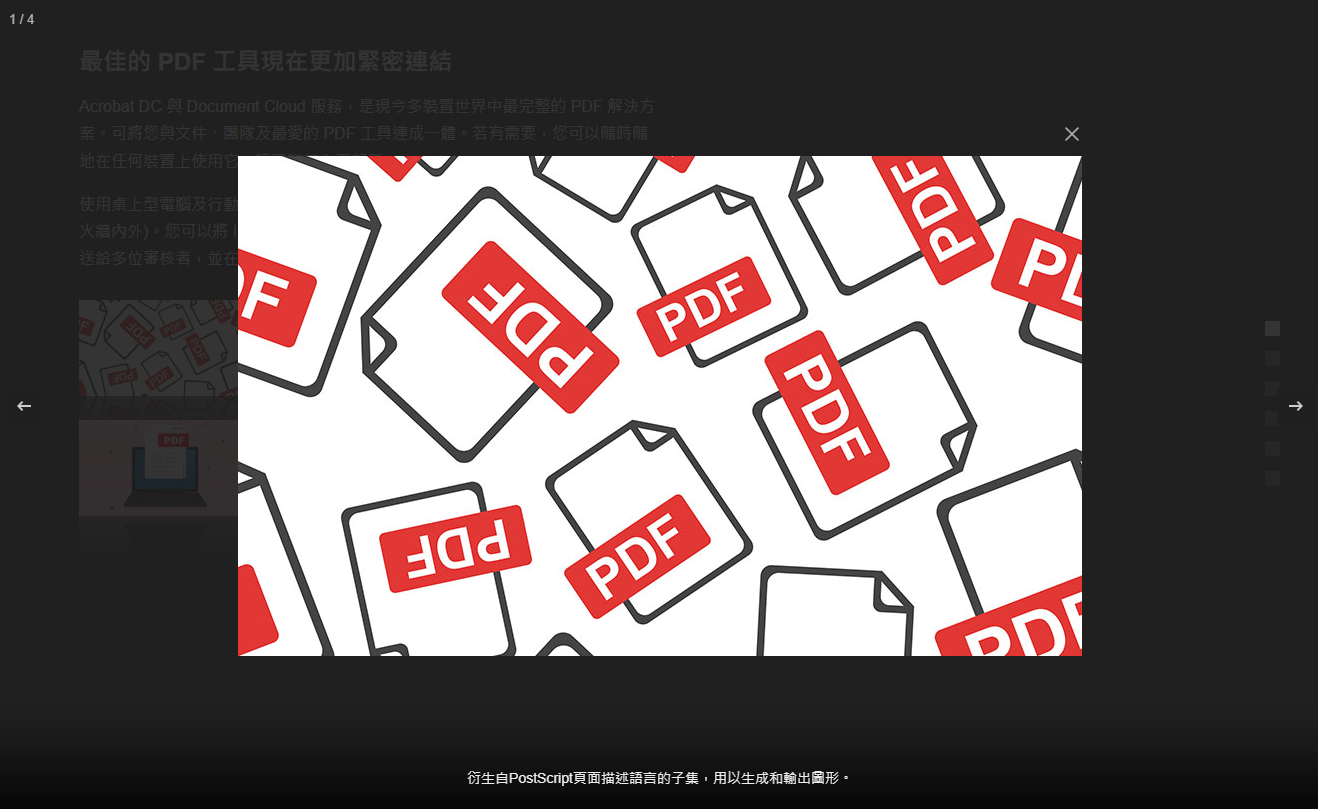 1 / 4
最佳的 PDF 工具現在更加緊密連結
Acrobat DC 與 Document Cloud 服務，是現今多裝置世界中最完整的 PDF 解決方
案。可將您與文件、團隊及最愛的 PDF 工具連成一體。若有需要，您可以隨時隨
地在任何裝置上使用它
使用桌上型電腦及行動
火牆內外)。您可以將
送給多位審核者，並在
PDF
PDF
PDF
PDF
PDF
PDF
PDF
PDF
PDF
衍生自PostScript頁面描述語言的子集，用以生成和輸出圖形。